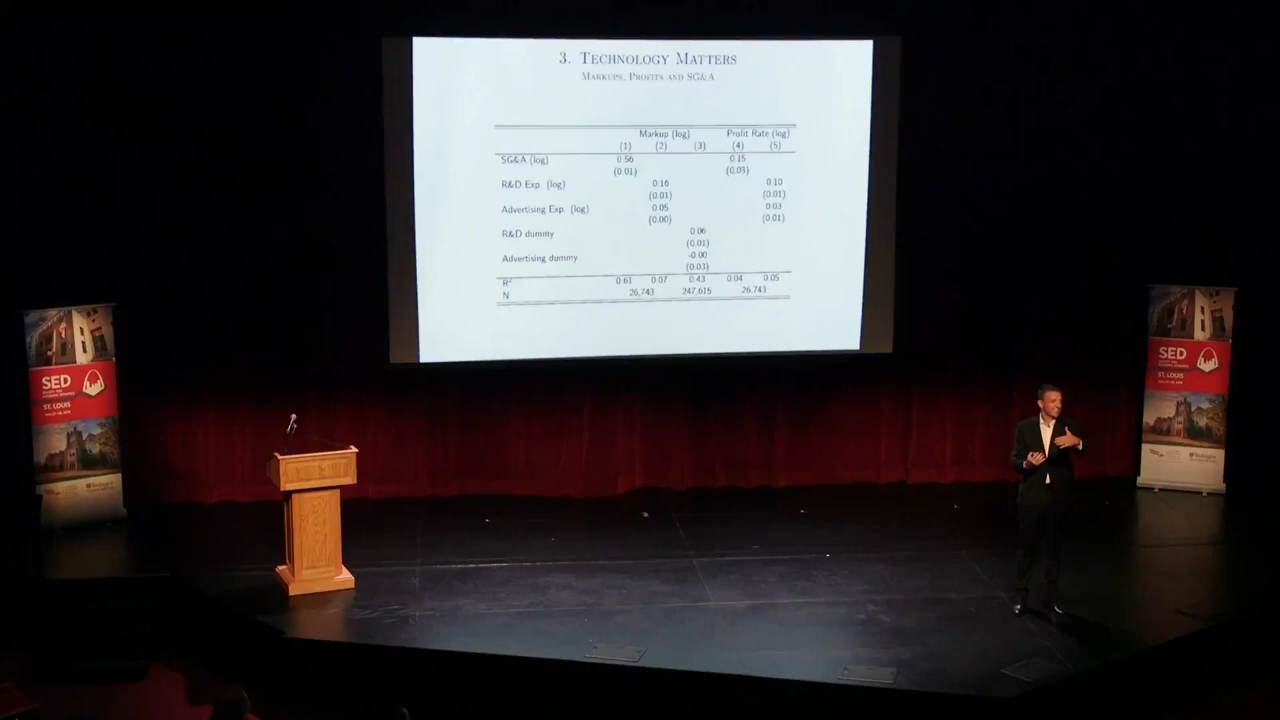 3. Technology Matters
Markups, Profits and SG&A
Markup (log) Profit Rate (log)
(1) (2) (3) (4) (5)
SG&A (log) 0.56 0.15
(0.01) (0.03)
R&D Exp. (log) 0.16 0.10
(0.01) (0.01)
Advertising Exp. (log) 0.05 0.03
(0.00) (0.01)
R&D dummy 0.06
(0.01)
Advertising dummy -0.00
(0.03)
R² 0.61 0.07 0.43 0.04 0.05
N 26,743 247,615 26,743
SED
ST. LOUIS
SED
ST. LOUIS